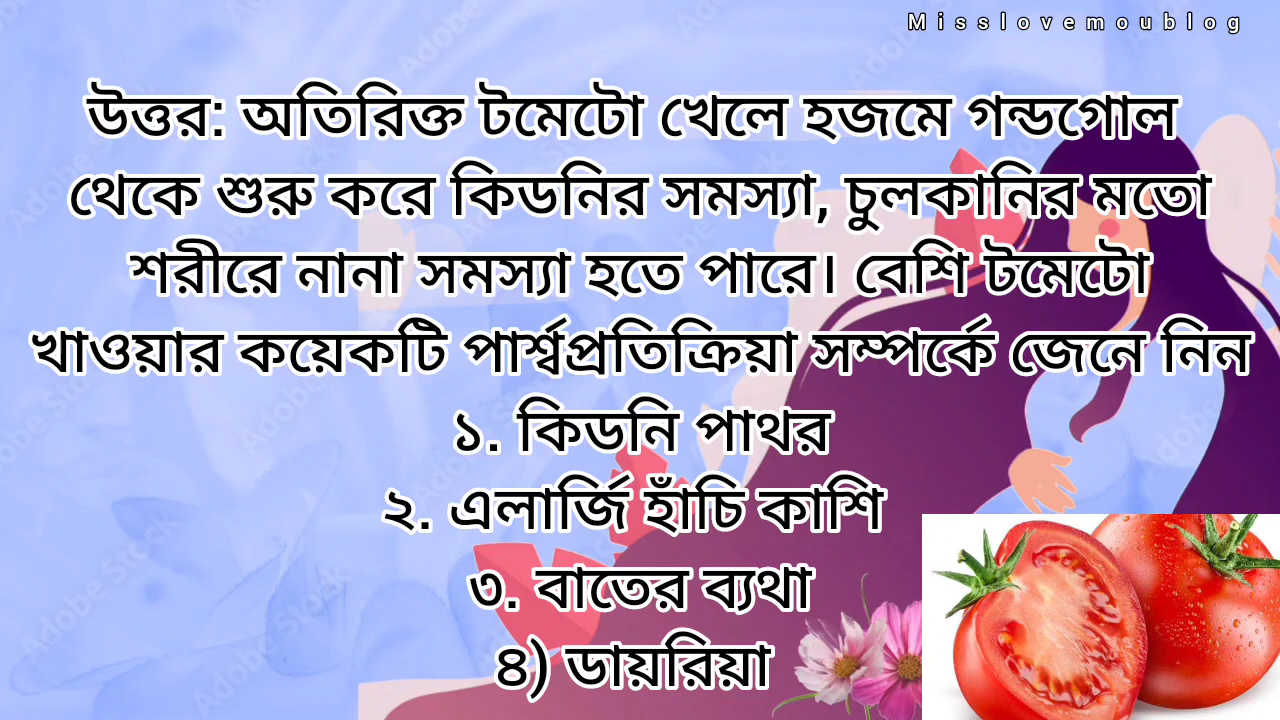 Misslovemoublog
উত্তর: অতিরিক্ত টমেটো খেলে হজমে গন্ডগোল
থেকে শুরু করে কিডনির সমস্যা, চুলকানির মতো
শরীরে নানা সমস্যা হতে পারে। বেশি টমেটো
খাওয়ার কয়েকটি পার্শ্বপ্রতিক্রিয়া সম্পর্কে জেনে নিন
১. কিডনি পাথর
২. এলার্জি হাঁচি কাশি
৩. বাতের ব্যথা
৪) ডায়রিয়া